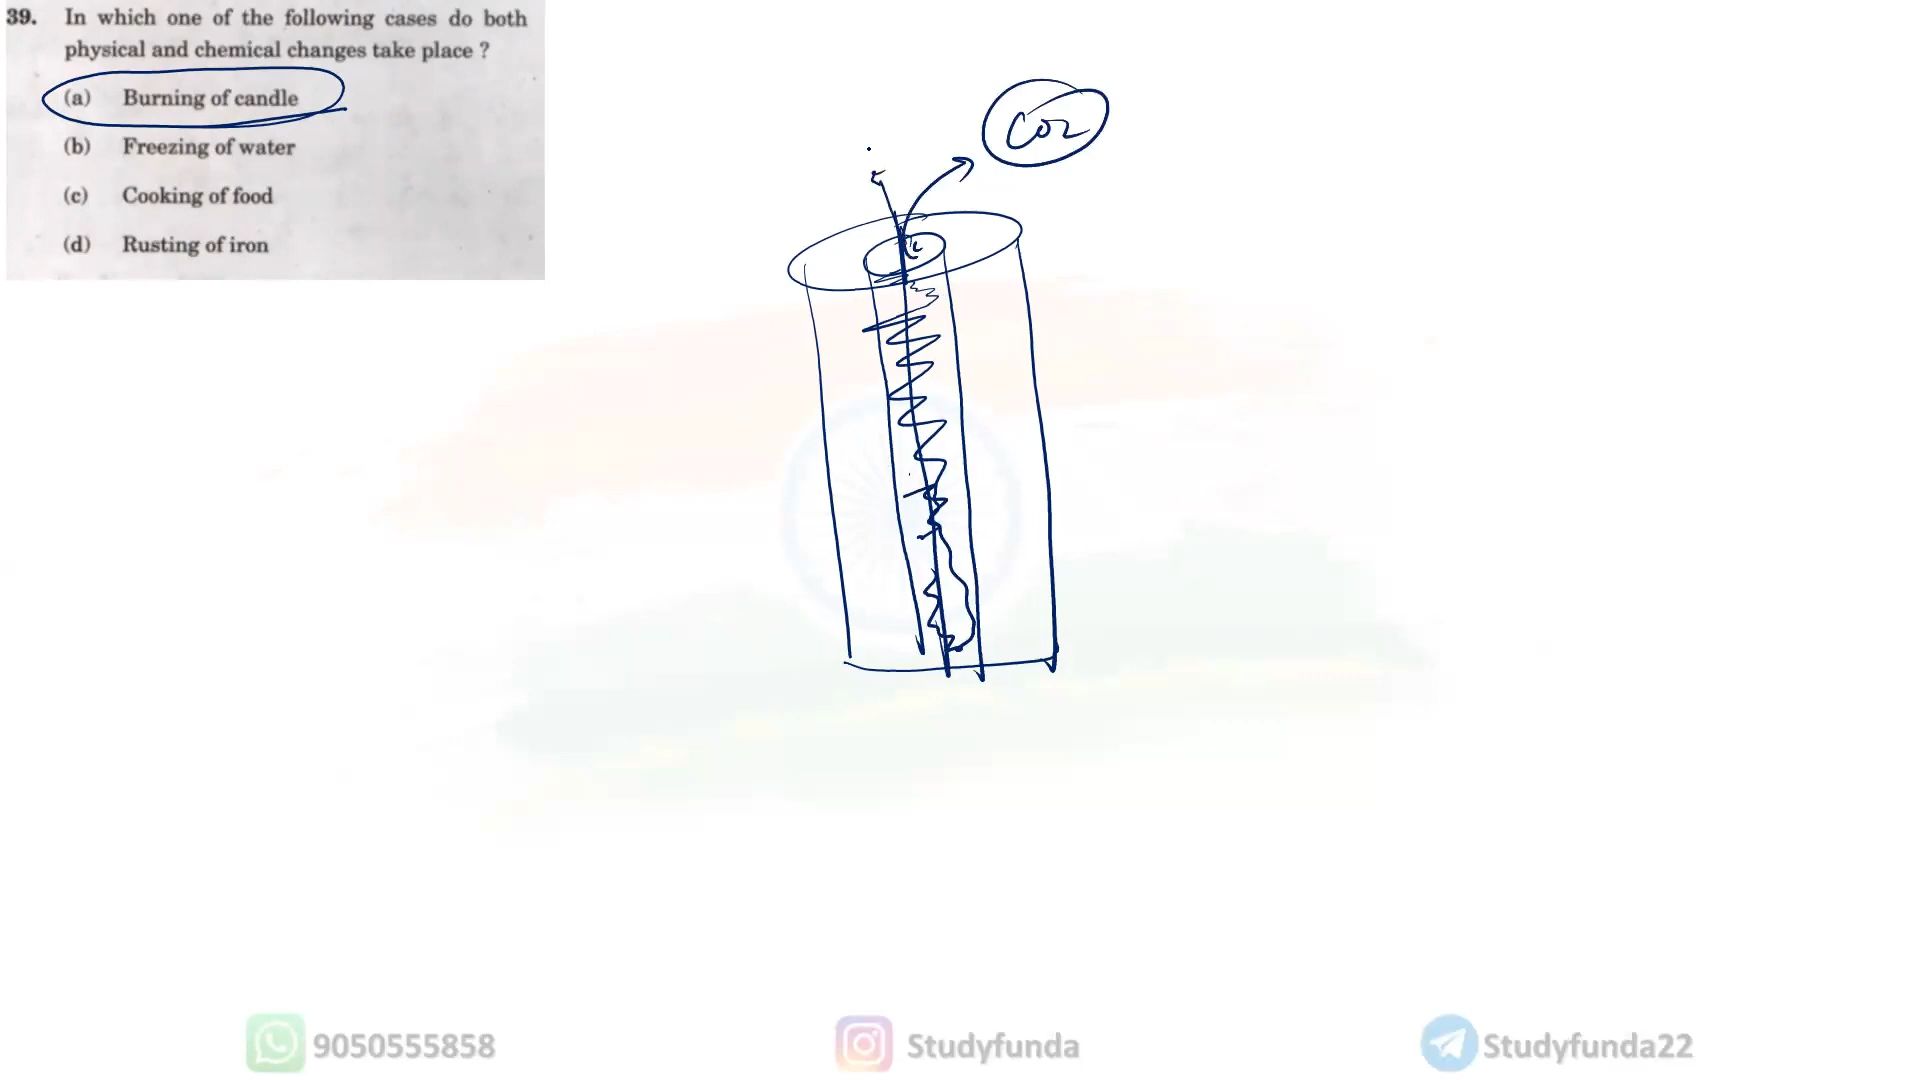 39. In which one of the following cases do both
physical and chemical changes take place ?
(a) Burning of candle
(b) Freezing of water
(c) Cooking of food
(d) Rusting of iron
CO2
9050555858
Studyfunda
Studyfunda22